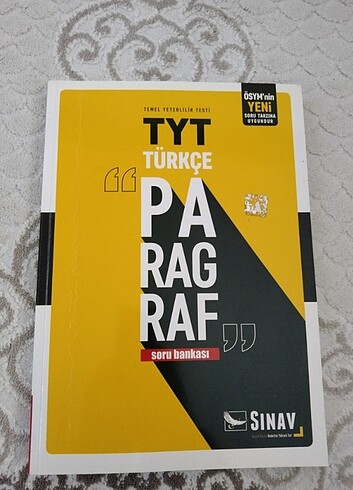 ÖSYM'nin
YENİ
SORU TARZINA
UYGUNDUR
TEMEL YETERLİLİK TESTİ
TYT
TÜRKÇE
"PA
RAG
RAF"
soru bankası
SINAV